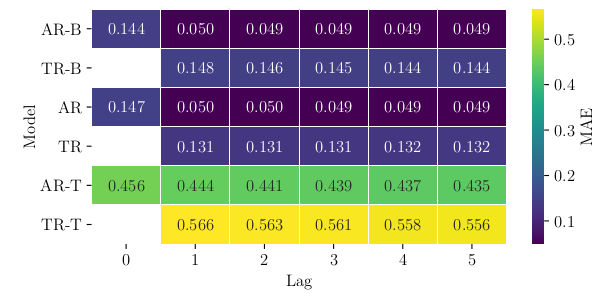 AR-B 0.144 0.050 0.049 0.049 0.049 0.049
TR-B 0.148 0.146 0.145 0.144 0.144
AR 0.147 0.050 0.050 0.049 0.049 0.049
TR 0.131 0.131 0.131 0.132 0.132
AR-T 0.456 0.444 0.441 0.439 0.437 0.435
TR-T 0.566 0.563 0.561 0.558 0.556
0 1 2 3 4 5
Lag
Model
0.5
0.4
0.3
0.2
0.1
MAE